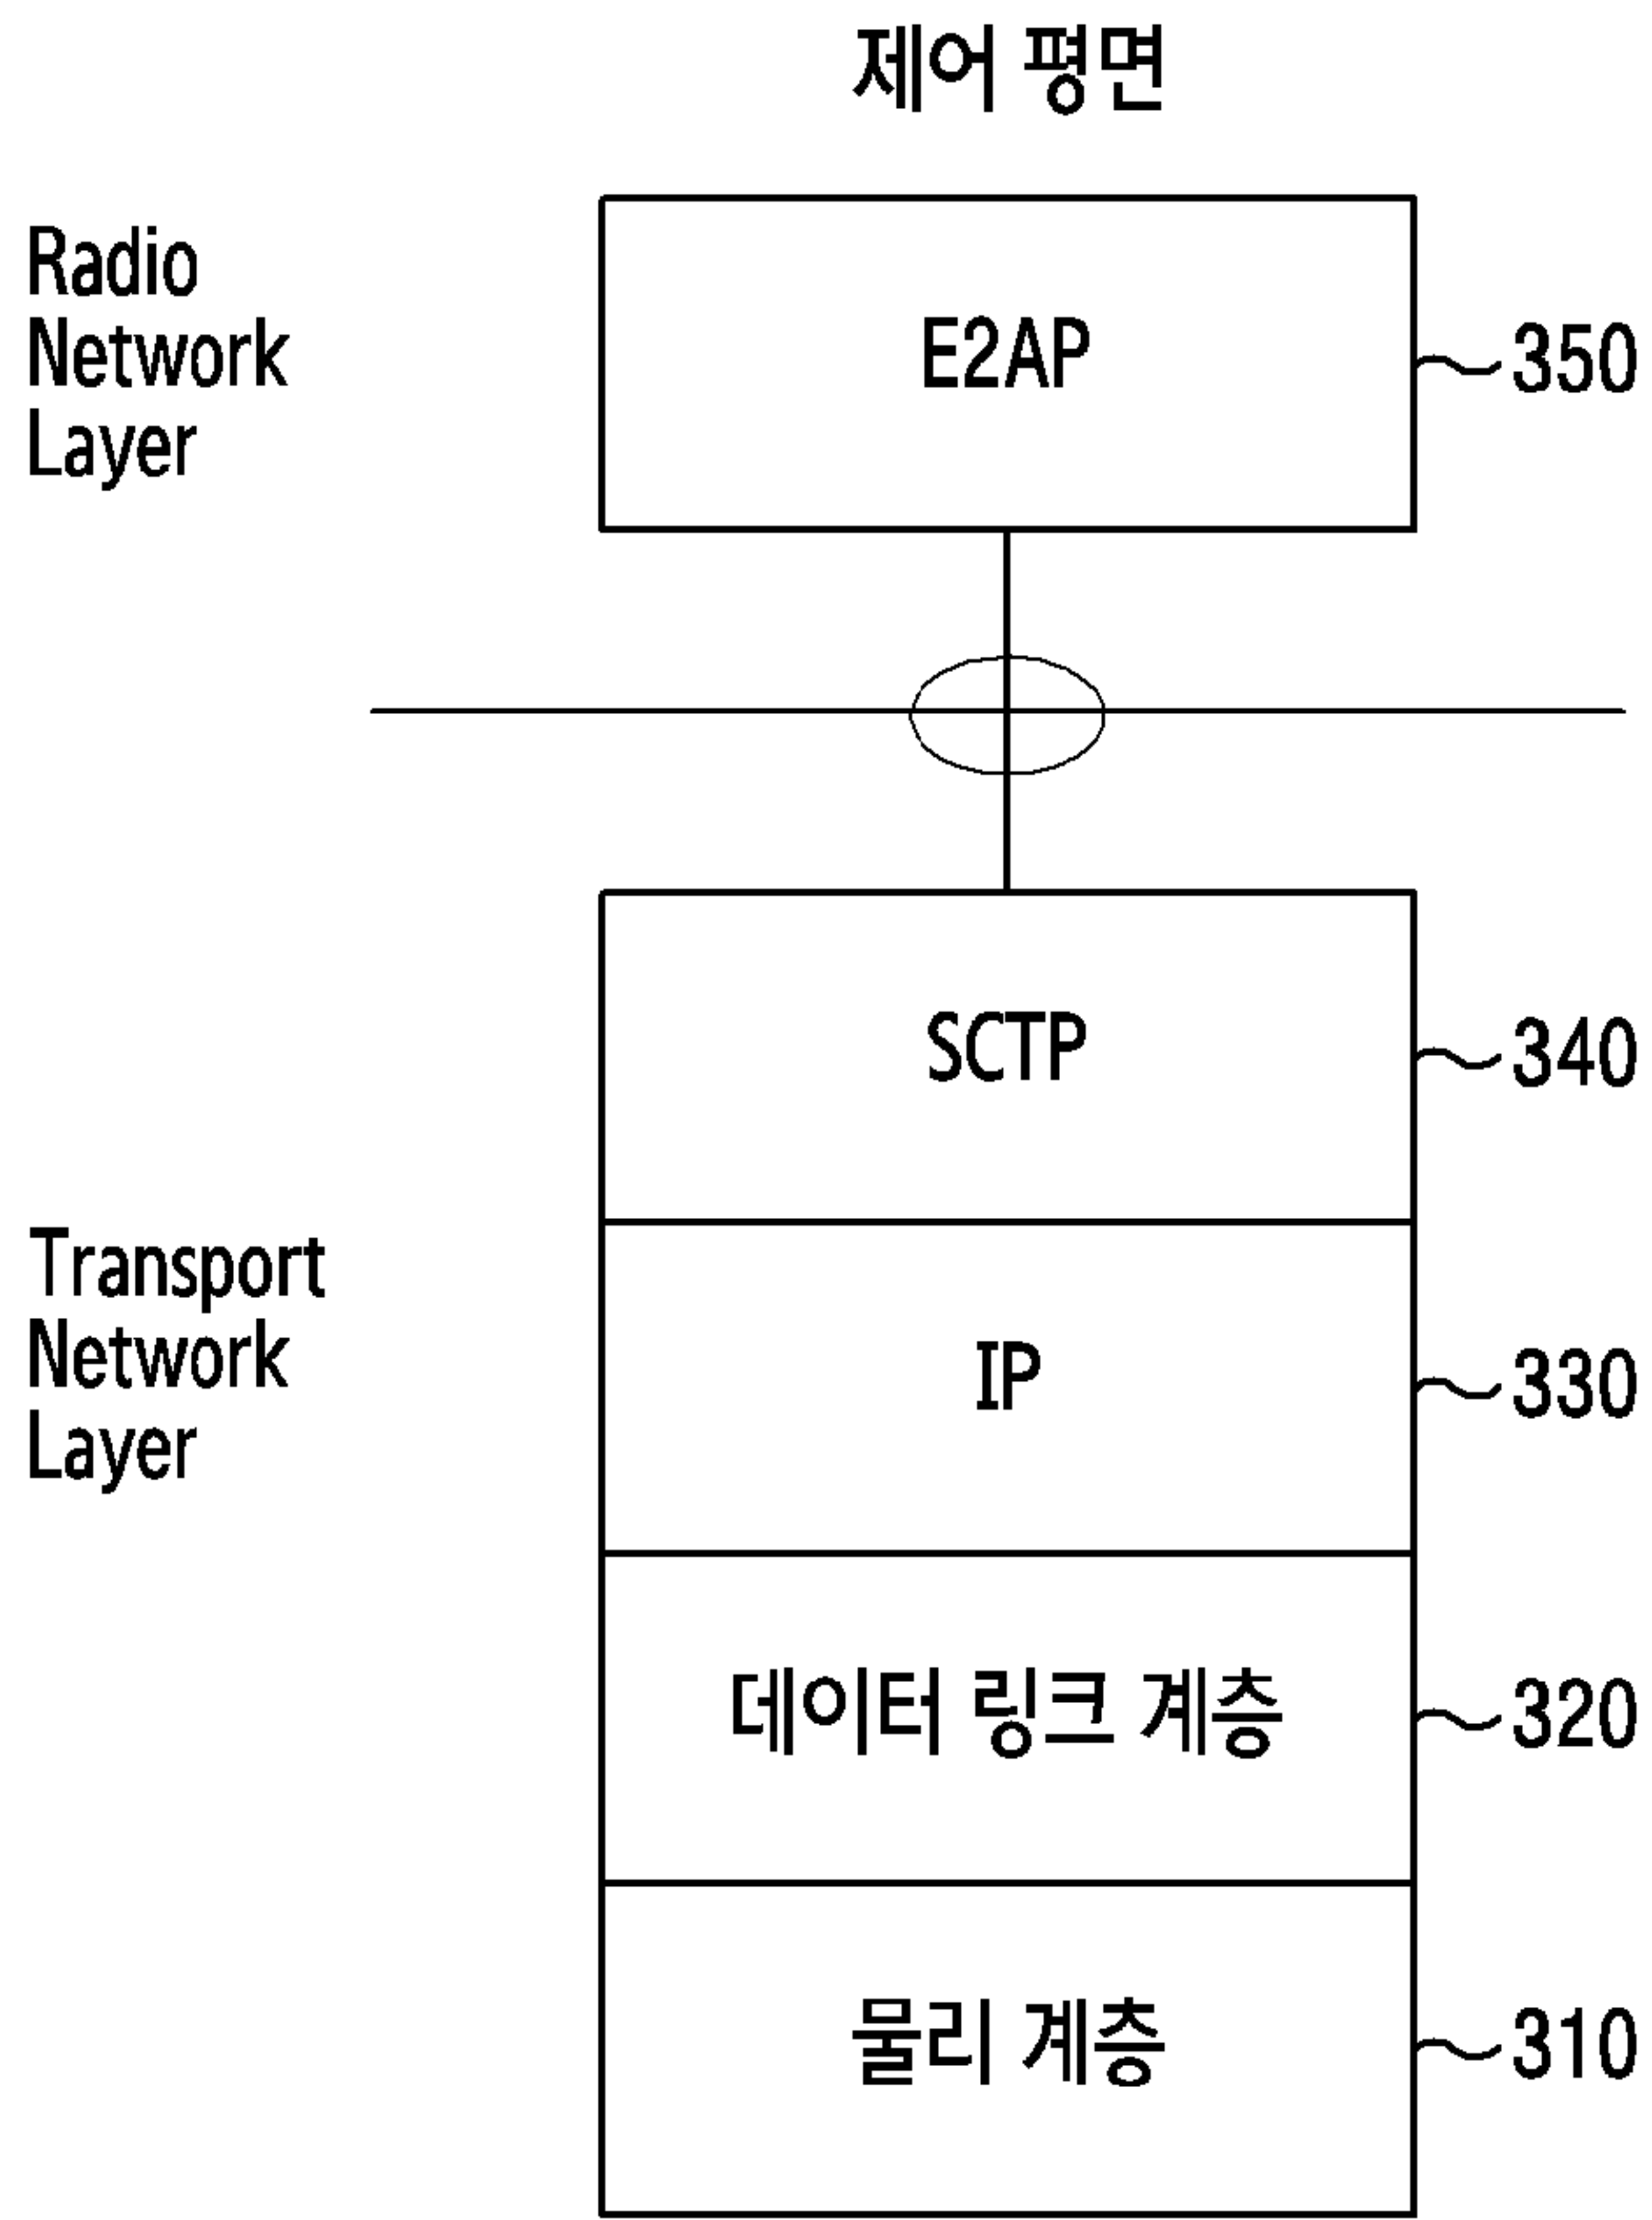 제어 평면
Radio
Network
Layer
E2AP
350
SCTP
340
Transport
Network
Layer
IP
330
데이터 링크 계층
320
물리 계층
310